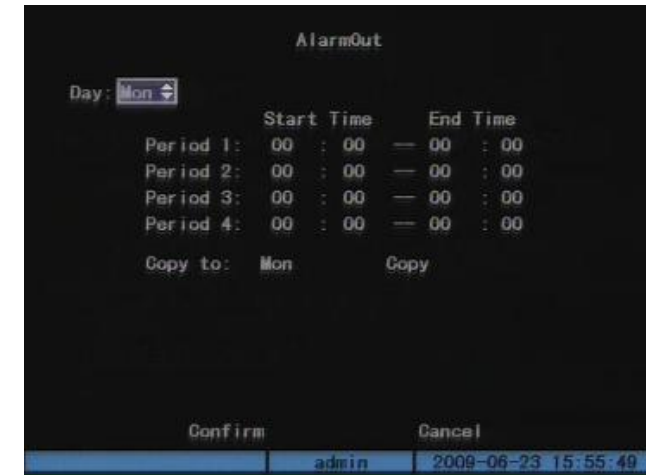 AlarmOut
Day: Mon
Start Time End Time
Period 1: 00 : 00 — 00 : 00
Period 2: 00 : 00 — 00 : 00
Period 3: 00 : 00 — 00 : 00
Period 4: 00 : 00 — 00 : 00
Copy to: Mon Copy
Confirm Cancel
admin 2009-06-23 15:55:49